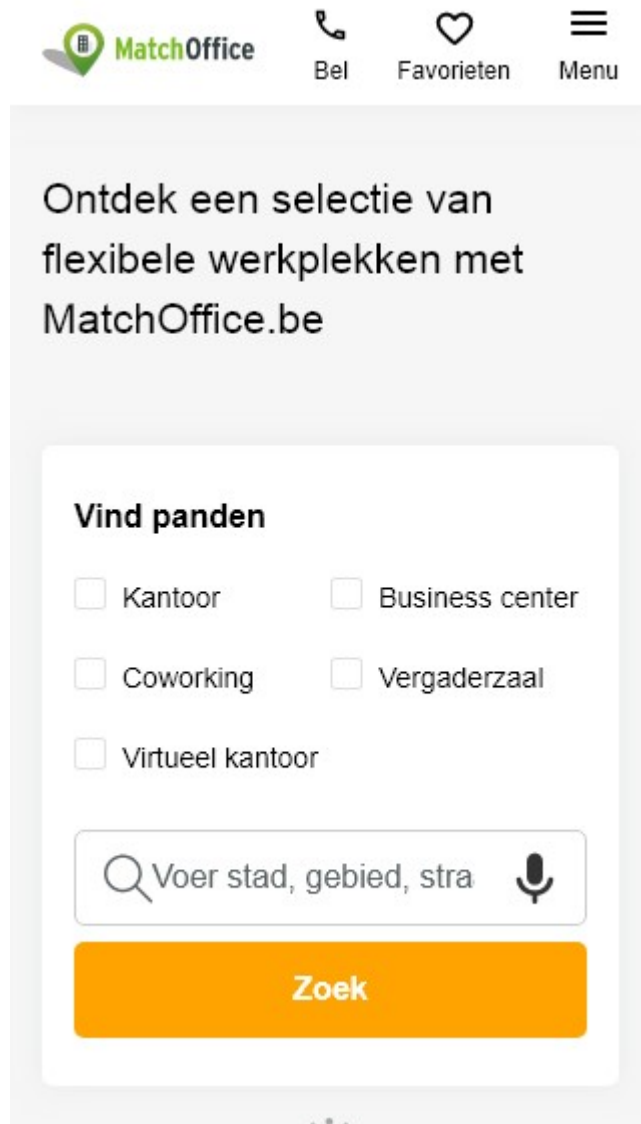 MatchOffice
Bel Favorieten Menu
Ontdek een selectie van
flexibele werkplekken met
MatchOffice.be
Vind panden
Kantoor Business center
Coworking Vergaderzaal
Virtueel kantoor
Voer stad, gebied, stra
Zoek